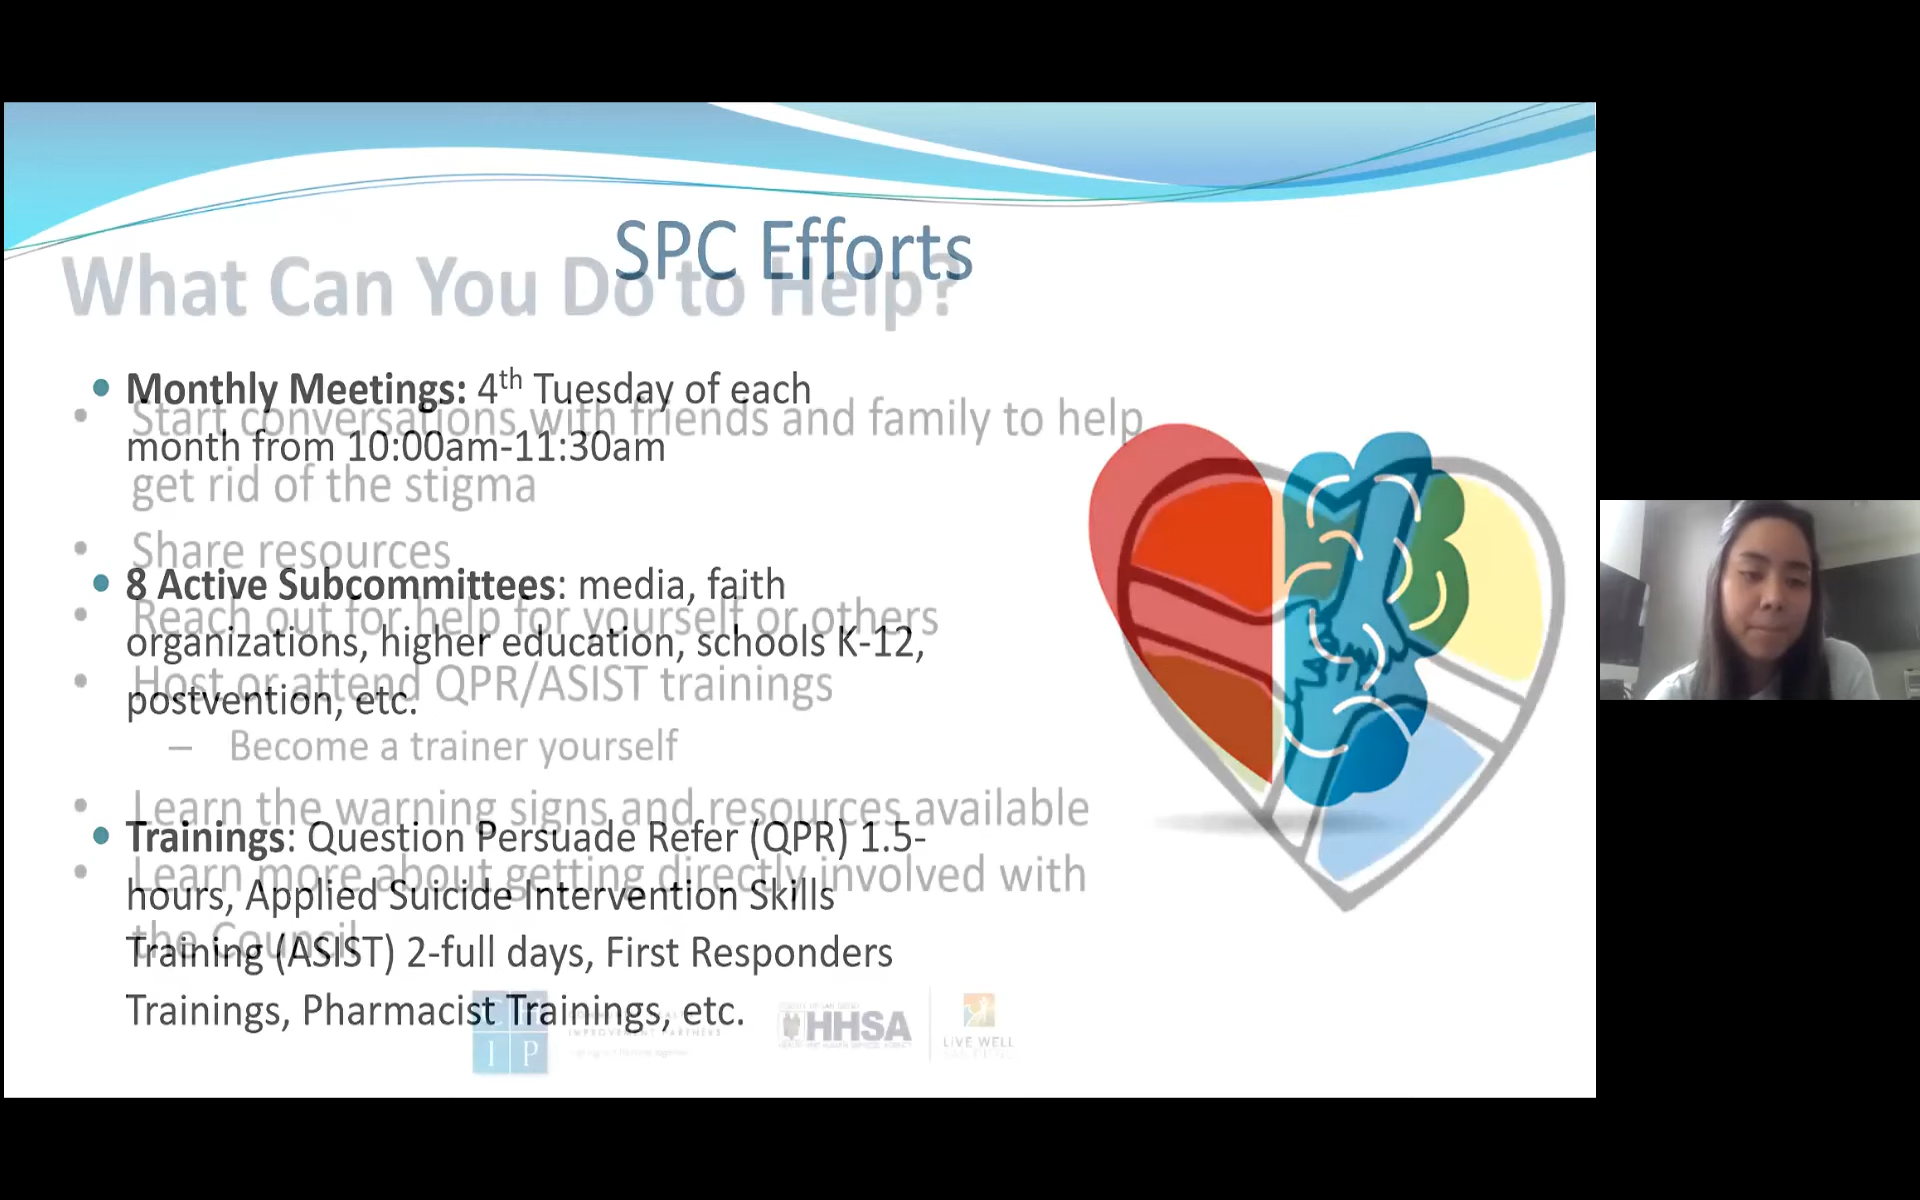 SPC Efforts
What Can You Do to Help?
• Monthly Meetings: 4th Tuesday of each
month from 10:00am-11:30am
• 8 Active Subcommittees: media, faith
organizations, higher education, schools K-12,
postvention, etc.
• Trainings: Question Persuade Refer (QPR) 1.5-
hours, Applied Suicide Intervention Skills
Training (ASIST) 2-full days, First Responders
Trainings, Pharmacist Trainings, etc.
• Start conversations with friends and family to help
get rid of the stigma
• Share resources
• Reach out for help for yourself or others
• Host or attend QPR/ASIST trainings
– Become a trainer yourself
• Learn the warning signs and resources available
• Learn more about getting directly involved with
the Council
I P
IMPROVEMENT PARTNERS
HHSA
LIVE WELL